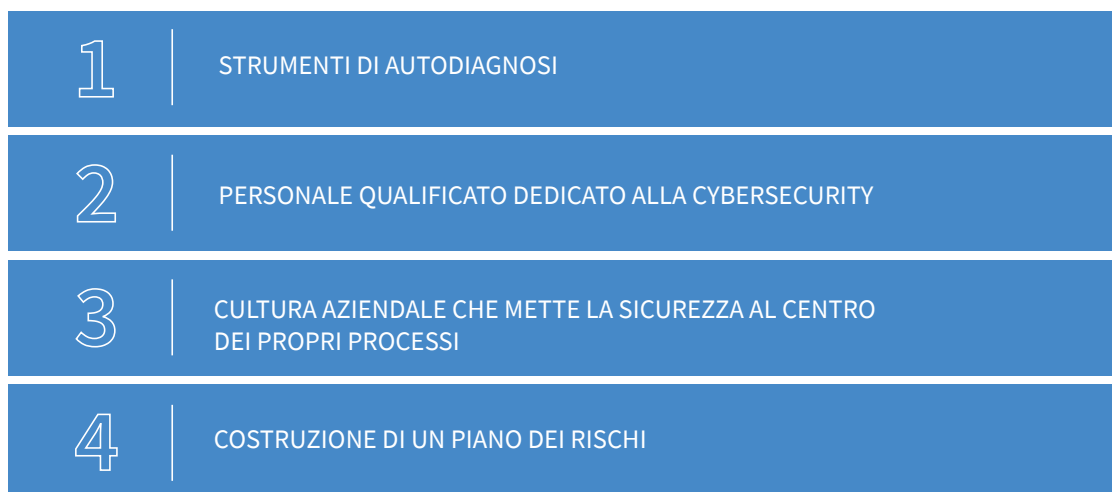 1
STRUMENTI DI AUTODIAGNOSI
2
PERSONALE QUALIFICATO DEDICATO ALLA CYBERSECURITY
3
CULTURA AZIENDALE CHE METTE LA SICUREZZA AL CENTRO
DEI PROPRI PROCESSI
4
COSTRUZIONE DI UN PIANO DEI RISCHI